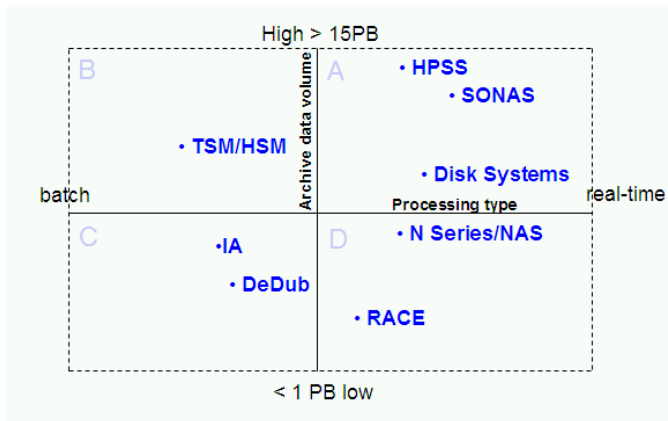 High > 15PB
B
A
• HPSS
• SONAS
Archive data volume
• TSM/HSM
• Disk Systems
batch
Processing type
real-time
C
D
• N Series/NAS
•IA
• DeDub
• RACE
< 1 PB low